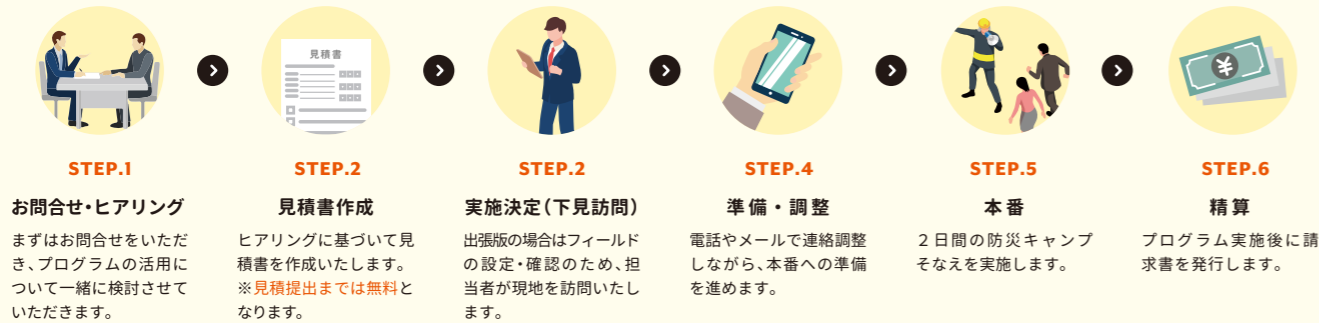 見積書
¥
STEP.1
お問合せ・ヒアリング
まずはお問合せをいただ
き、プログラムの活用に
ついて一緒に検討させて
いただきます。
STEP.2
見積書作成
ヒアリングに基づいて見
積書を作成いたします。
※見積提出までは無料と
なります。
STEP.2
実施決定(下見訪問)
出張版の場合はフィールド
の設定・確認のため、担
当者が現地を訪問いたし
ます。
STEP.4
準備・調整
電話やメールで連絡調整
しながら、本番への準備
を進めます。
STEP.5
本番
２日間の防災キャンプ
そなえを実施します。
STEP.6
精算
プログラム実施後に請
求書を発行します。